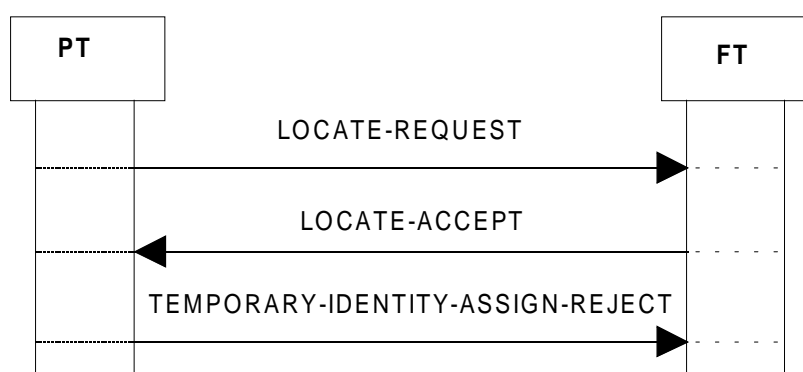 PT
FT
LOCATE-REQUEST
LOCATE-ACCEPT
TEMPORARY-IDENTITY-ASSIGN-REJECT